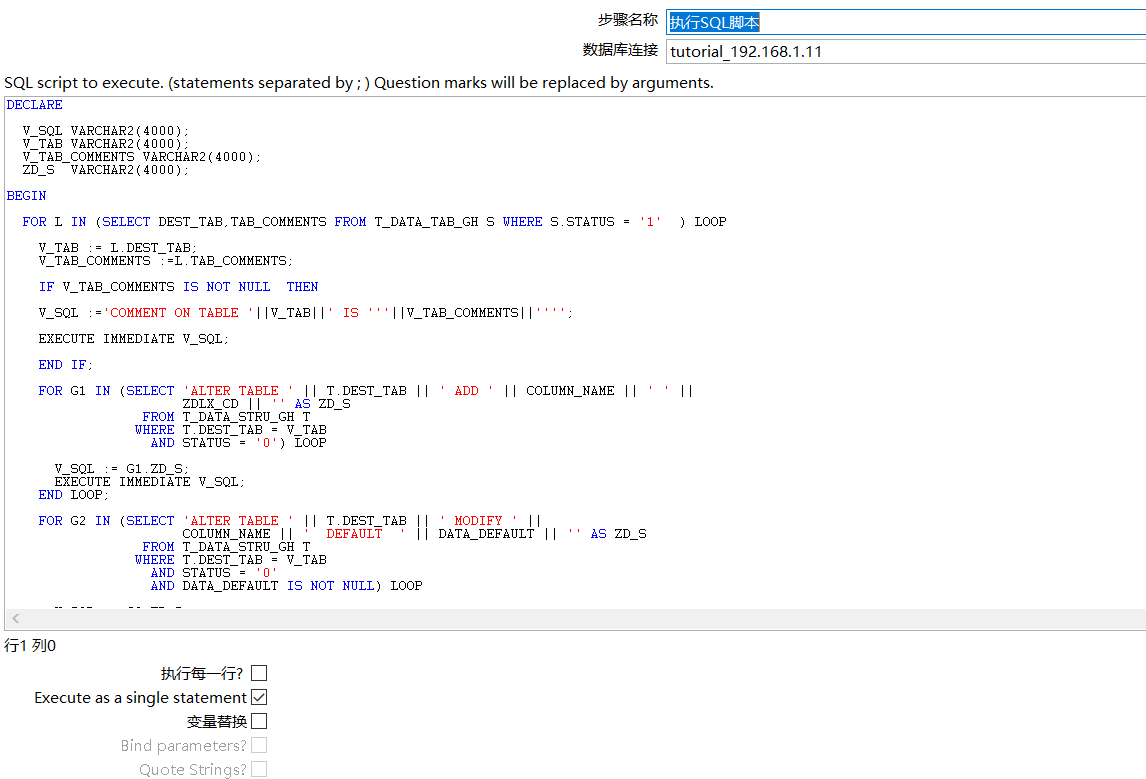 步骤名称 执行SQL脚本
数据库连接 tutorial_192.168.1.11
SQL script to execute. (statements separated by ; ) Question marks will be replaced by arguments.
DECLARE
V_SQL VARCHAR2(4000);
V_TAB VARCHAR2(4000);
V_TAB_COMMENTS VARCHAR2(4000);
ZD_S  VARCHAR2(4000);
BEGIN
FOR L IN (SELECT DEST_TAB,TAB_COMMENTS FROM T_DATA_TAB_GH S WHERE S.STATUS = '1'  ) LOOP
V_TAB := L.DEST_TAB;
V_TAB_COMMENTS :=L.TAB_COMMENTS;
IF V_TAB_COMMENTS IS NOT NULL  THEN
V_SQL :='COMMENT ON TABLE '||V_TAB||' IS '''||V_TAB_COMMENTS||'''';
EXECUTE IMMEDIATE V_SQL;
END IF;
FOR G1 IN (SELECT 'ALTER TABLE ' || T.DEST_TAB || ' ADD ' || COLUMN_NAME || ' ' ||
ZDLX_CD || '' AS ZD_S
FROM T_DATA_STRU_GH T
WHERE T.DEST_TAB = V_TAB
AND STATUS = '0') LOOP
V_SQL := G1.ZD_S;
EXECUTE IMMEDIATE V_SQL;
END LOOP;
FOR G2 IN (SELECT 'ALTER TABLE ' || T.DEST_TAB || ' MODIFY ' ||
COLUMN_NAME || '  DEFAULT  ' || DATA_DEFAULT || '' AS ZD_S
FROM T_DATA_STRU_GH T
WHERE T.DEST_TAB = V_TAB
AND STATUS = '0'
AND DATA_DEFAULT IS NOT NULL) LOOP
行1 列0
执行每一行?
Execute as a single statement
变量替换
Bind parameters?
Quote Strings?